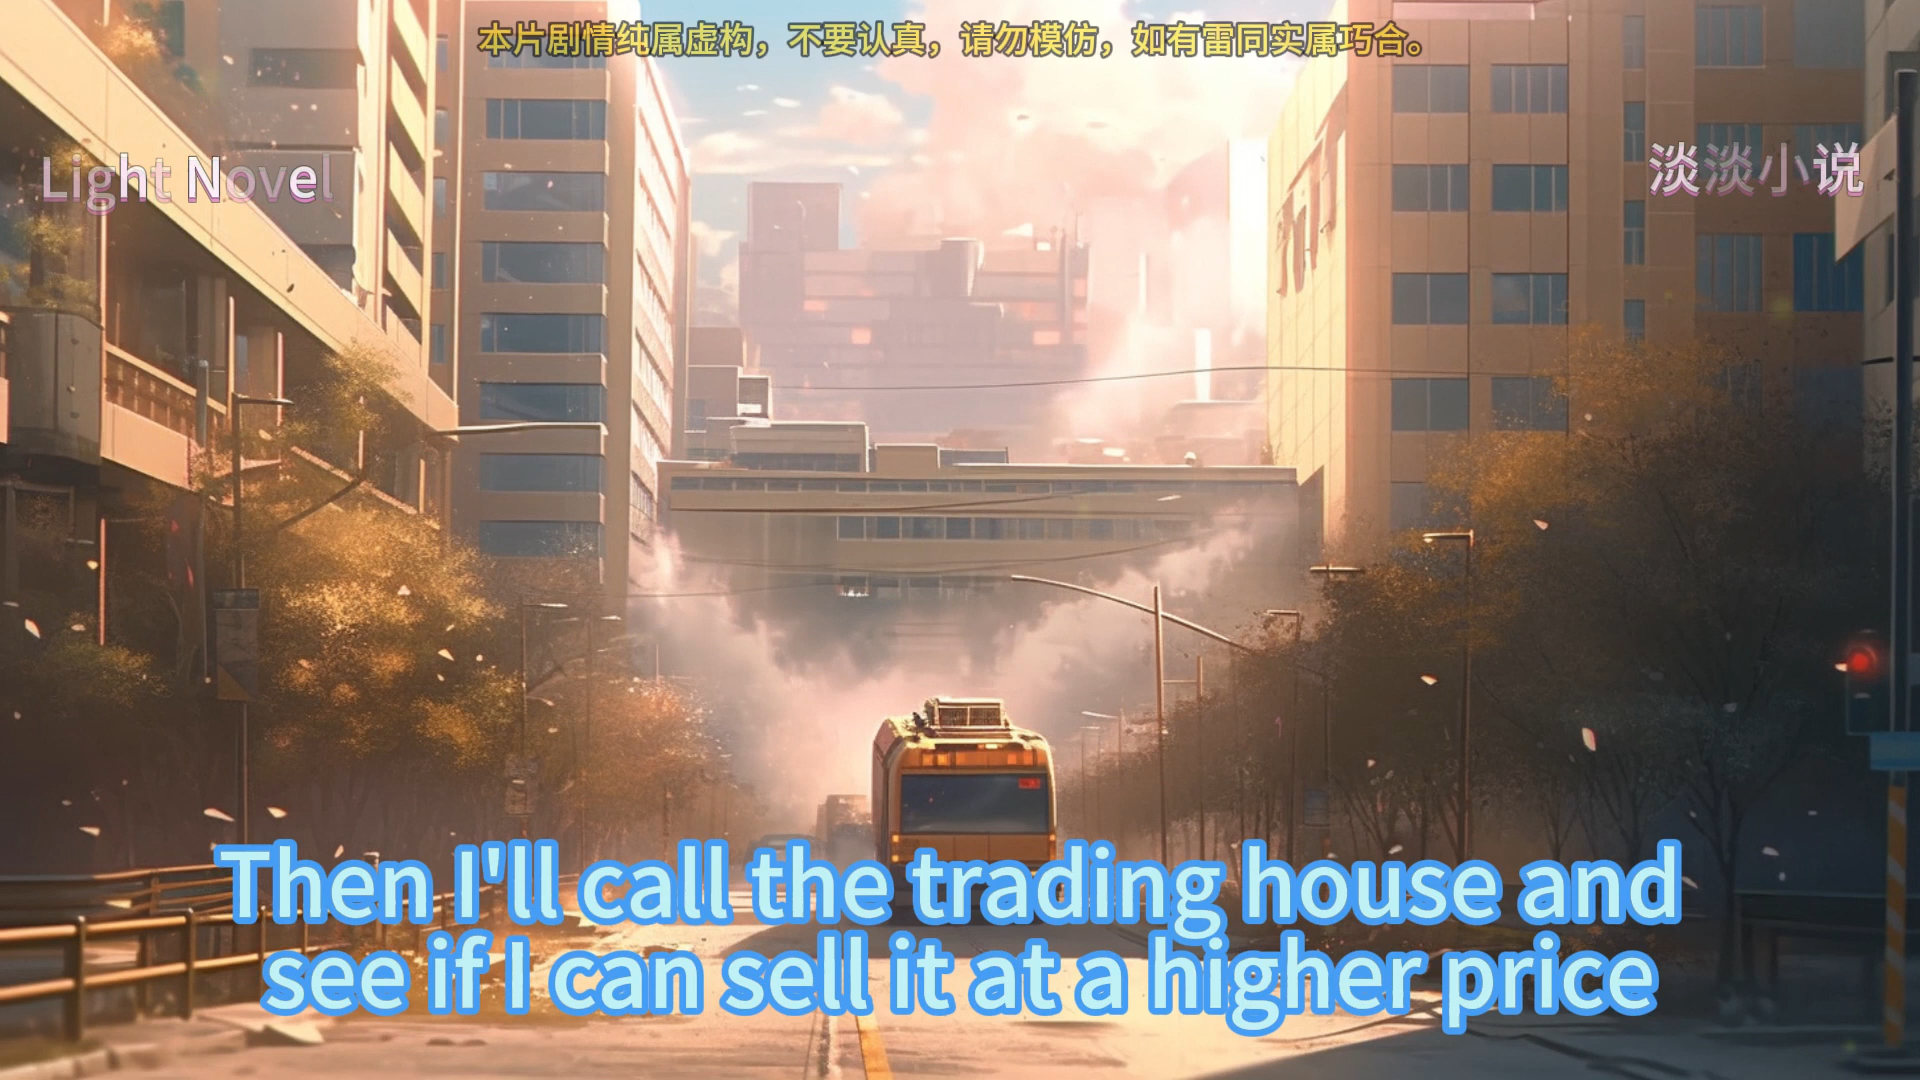 本片剧情纯属虚构，不要认真，请勿模仿，如有雷同实属巧合。
Light Novel
淡淡小说
Then I'll call the trading house and
see if I can sell it at a higher price